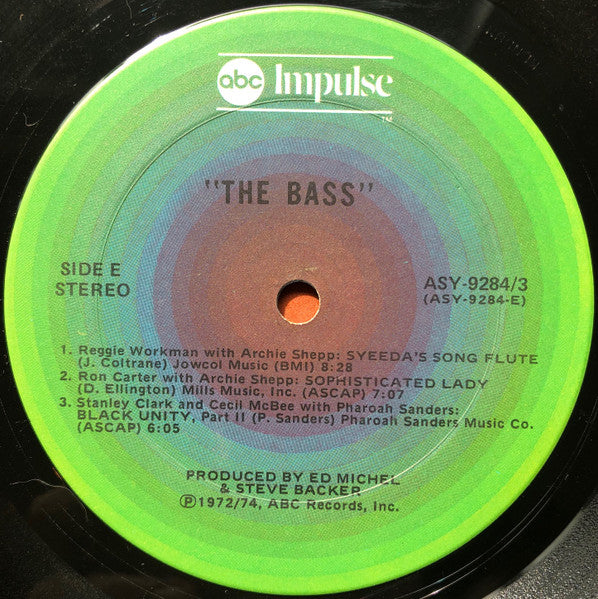 abc Impulse
TM
"THE BASS"
SIDE E
STEREO
ASY-9284/3
(ASY-9284-E)
1. Reggie Workman with Archie Shepp: SYEEDA'S SONG FLUTE
(J. Coltrane) Jowcol Music (BMI) 8:28
2. Ron Carter with Archie Shepp: SOPHISTICATED LADY
(D. Ellington) Mills Music, Inc. (ASCAP) 7:07
3. Stanley Clark and Cecil McBee with Pharoah Sanders:
BLACK UNITY, Part II (P. Sanders) Pharoah Sanders Music Co.
(ASCAP) 6:05
PRODUCED BY ED MICHEL
& STEVE BACKER
Ⓟ1972/74, ABC Records, Inc.